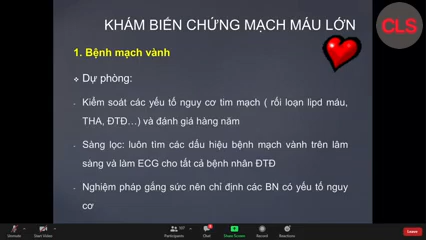 CLS
KHÁM BIẾN CHỨNG MẠCH MÁU LỚN
1. Bệnh mạch vành
❖ Dự phòng:
- Kiểm soát các yếu tố nguy cơ tim mạch ( rối loạn lipd máu,
THA, ĐTĐ...) và đánh giá hàng năm
- Sàng lọc: luôn tìm các dấu hiệu bệnh mạch vành trên lâm
sàng và làm ECG cho tất cả bệnh nhân ĐTĐ
- Nghiệm pháp gắng sức nên chỉ định các BN có yếu tố nguy
cơ
Unmute
Start Video
Participants
Chat
Share Screen
Record
Reactions
Leave